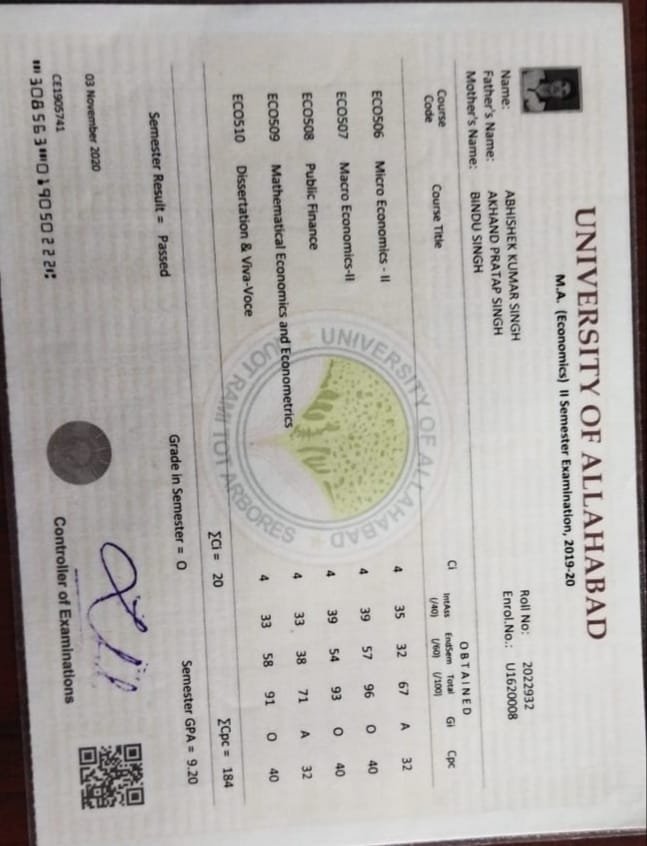 UNIVERSITY OF ALLAHABAD
M.A. (Economics) II Semester Examination, 2019-20
Name: ABHISHEK KUMAR SINGH Roll No: 2022932
Father's Name: AKHAND PRATAP SINGH Enrol.No.: U1620008
Mother's Name: BINDU SINGH
OBTAINED
Course Code Course Title Ci IntAss (/40) EndSem (/60) Total (/100) Gi Cpc
ECO506 Micro Economics - II 4 35 32 67 A 32
ECO507 Macro Economics-II 4 39 57 96 O 40
ECO508 Public Finance 4 39 54 93 O 40
ECO509 Mathematical Economics and Econometrics 4 33 38 71 A 32
ECO510 Dissertation & Viva-Voce 4 33 58 91 O 40
∑Ci = 20 ∑Cpc = 184
Semester Result = Passed Grade in Semester = O Semester GPA = 9.20
UNIVERSITY OF ALLAHABAD
QUOT RAMI TOT ARBORES
03 November 2020
CE1905741
308563 019050222
Controller of Examinations